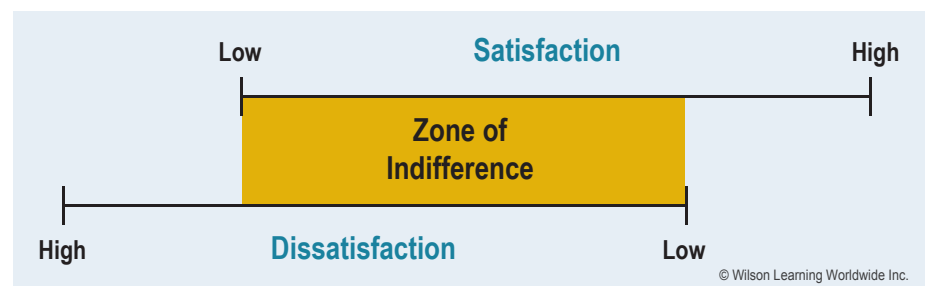 Low Satisfaction High
Zone of
Indifference
High Dissatisfaction Low
© Wilson Learning Worldwide Inc.